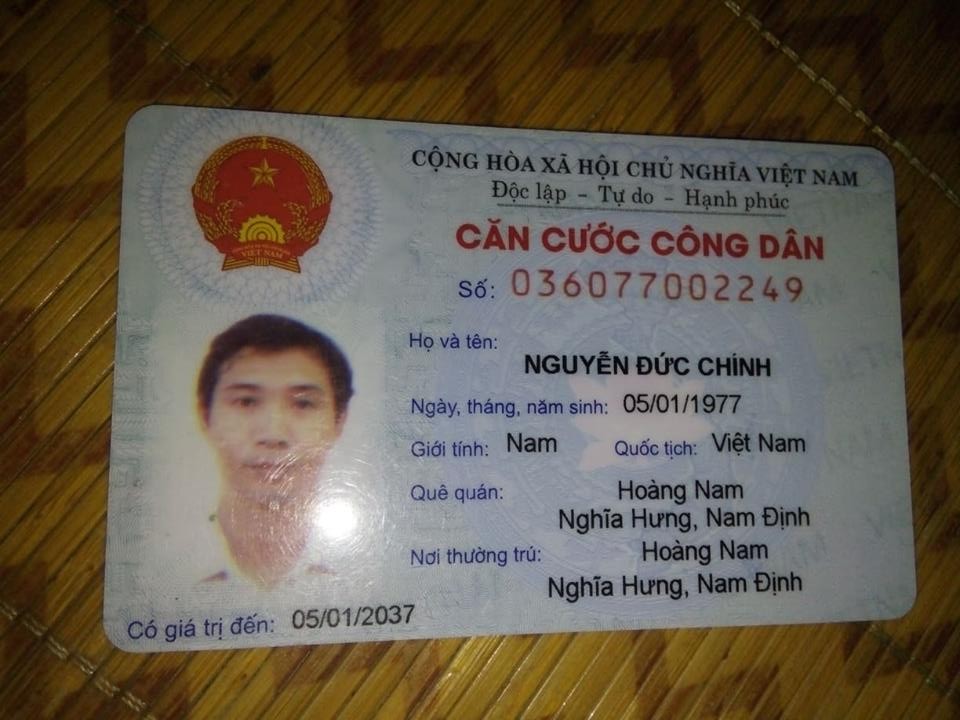 CỘNG HÒA XÃ HỘI CHỦ NGHĨA VIỆT NAM
Độc lập – Tự do – Hạnh phúc
CĂN CƯỚC CÔNG DÂN
Số: 036077002249
Họ và tên:
NGUYỄN ĐỨC CHÍNH
Ngày, tháng, năm sinh: 05/01/1977
Giới tính: Nam Quốc tịch: Việt Nam
Quê quán: Hoàng Nam
Nghĩa Hưng, Nam Định
Nơi thường trú: Hoàng Nam
Nghĩa Hưng, Nam Định
Có giá trị đến: 05/01/2037
VIỆT NAM